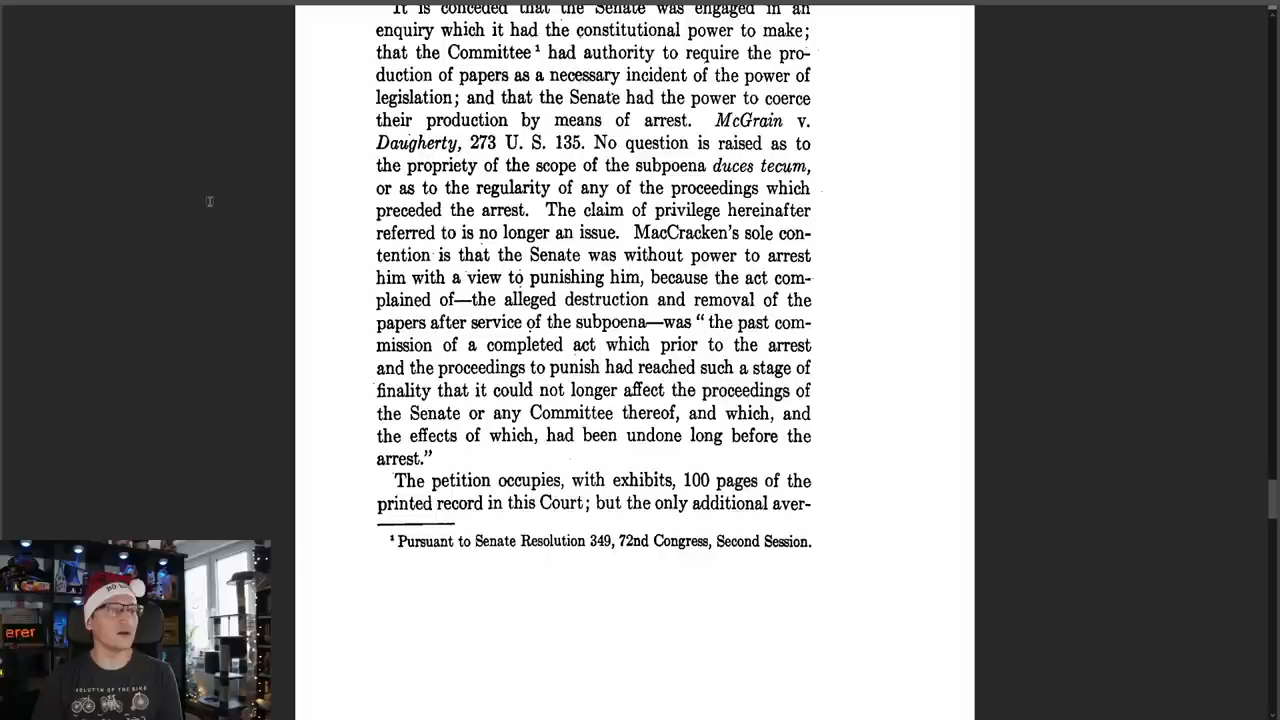 It is conceded that the Senate was engaged in an
enquiry which it had the constitutional power to make;
that the Committee¹ had authority to require the pro-
duction of papers as a necessary incident of the power of
legislation; and that the Senate had the power to coerce
their production by means of arrest. McGrain v.
Daugherty, 273 U. S. 135. No question is raised as to
the propriety of the scope of the subpoena duces tecum,
or as to the regularity of any of the proceedings which
preceded the arrest. The claim of privilege hereinafter
referred to is no longer an issue. MacCracken's sole con-
tention is that the Senate was without power to arrest
him with a view to punishing him, because the act com-
plained of—the alleged destruction and removal of the
papers after service of the subpoena—was “ the past com-
mission of a completed act which prior to the arrest
and the proceedings to punish had reached such a stage of
finality that it could not longer affect the proceedings of
the Senate or any Committee thereof, and which, and
the effects of which, had been undone long before the
arrest.”
The petition occupies, with exhibits, 100 pages of the
printed record in this Court; but the only additional aver-
¹ Pursuant to Senate Resolution 349, 72nd Congress, Second Session.
erer
OF THE BIKE